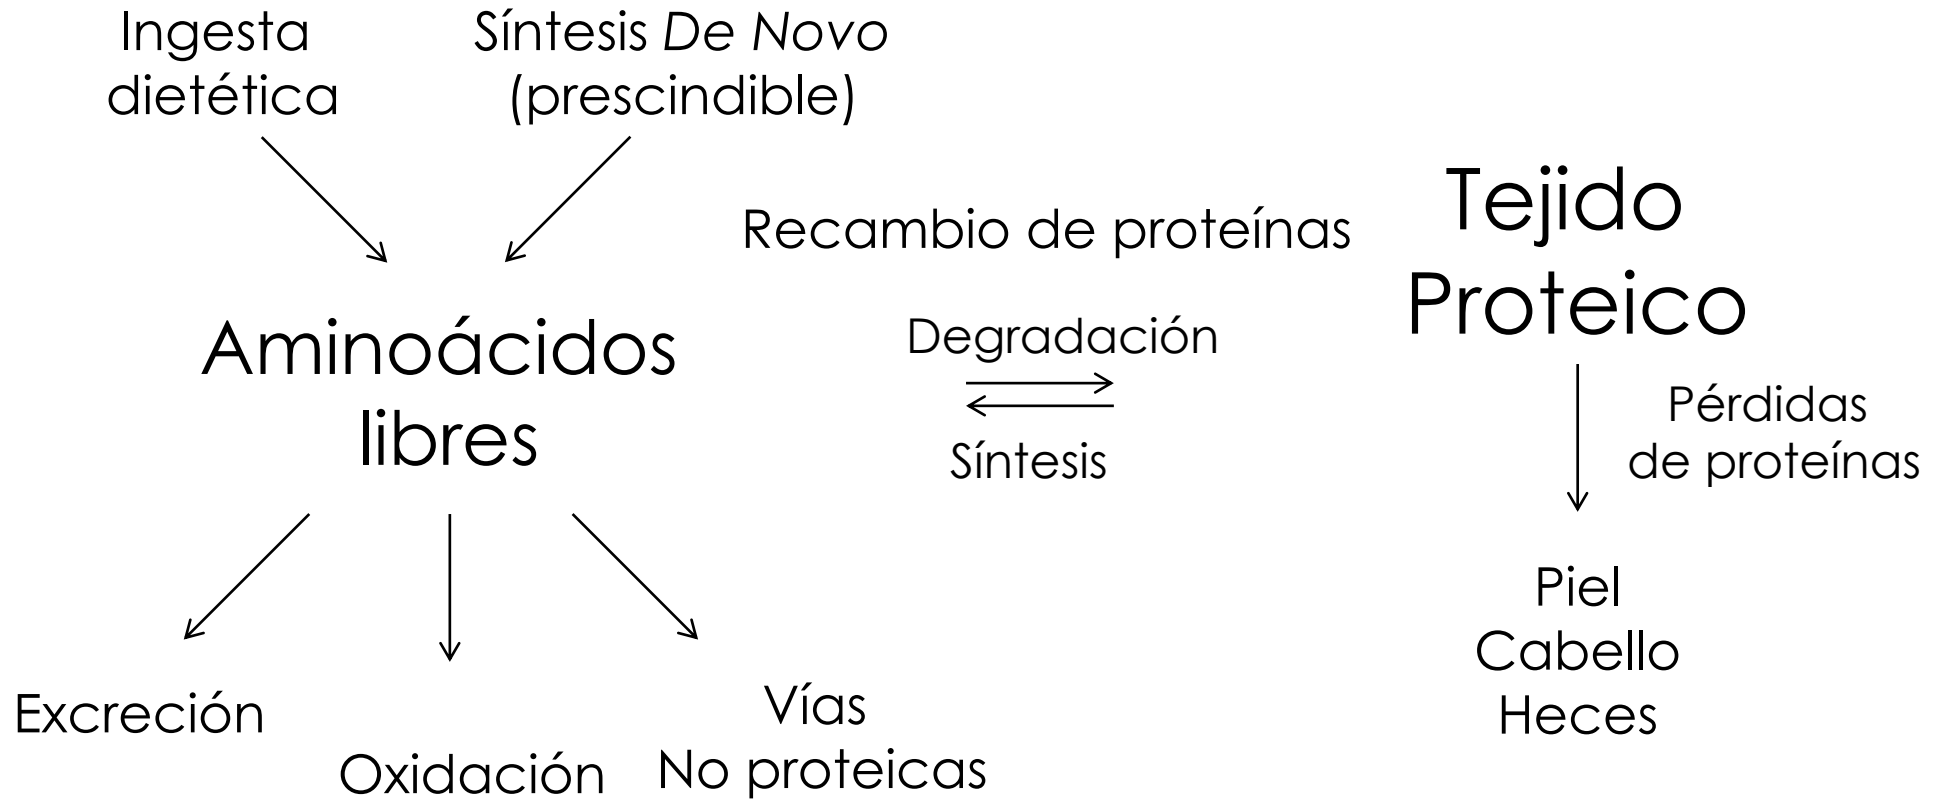 Ingesta
dietética
Síntesis De Novo
(prescindible)
Recambio de proteínas
Tejido
Proteico
Aminoácidos
libres
Degradación
Síntesis
Pérdidas
de proteínas
Piel
Cabello
Heces
Excreción
Oxidación
Vías
No proteicas